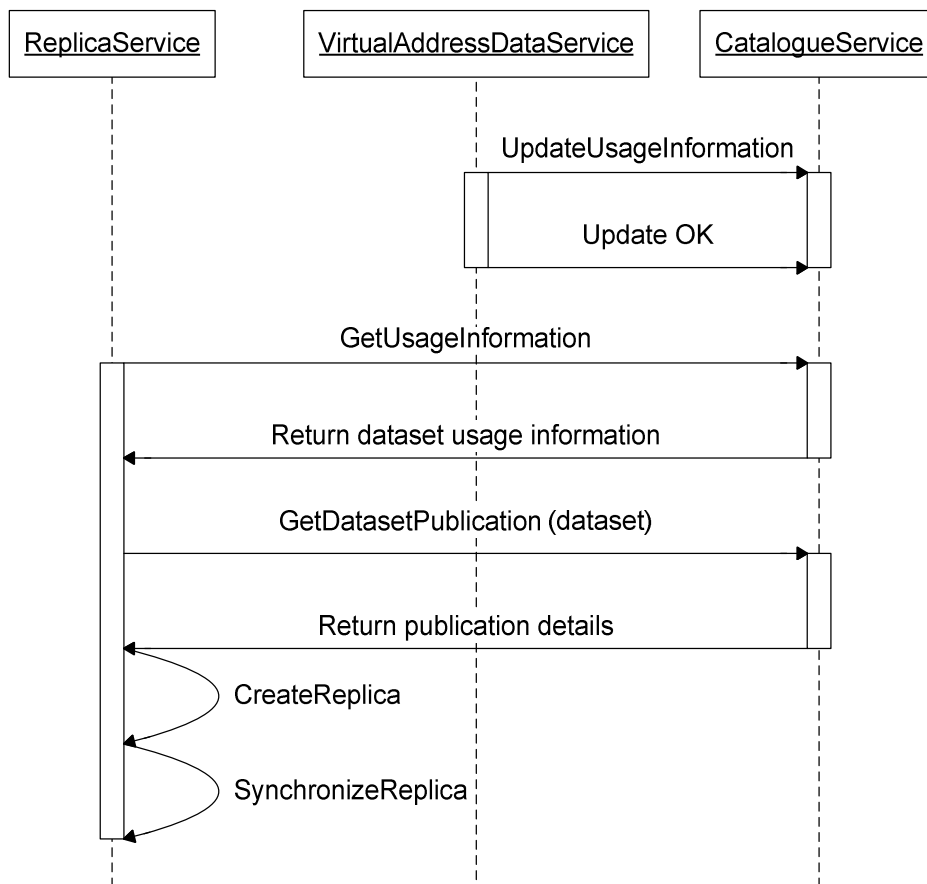 ReplicaService
VirtualAddressDataService
CatalogueService
UpdateUsageInformation
Update OK
GetUsageInformation
Return dataset usage information
GetDatasetPublication (dataset)
Return publication details
CreateReplica
SynchronizeReplica